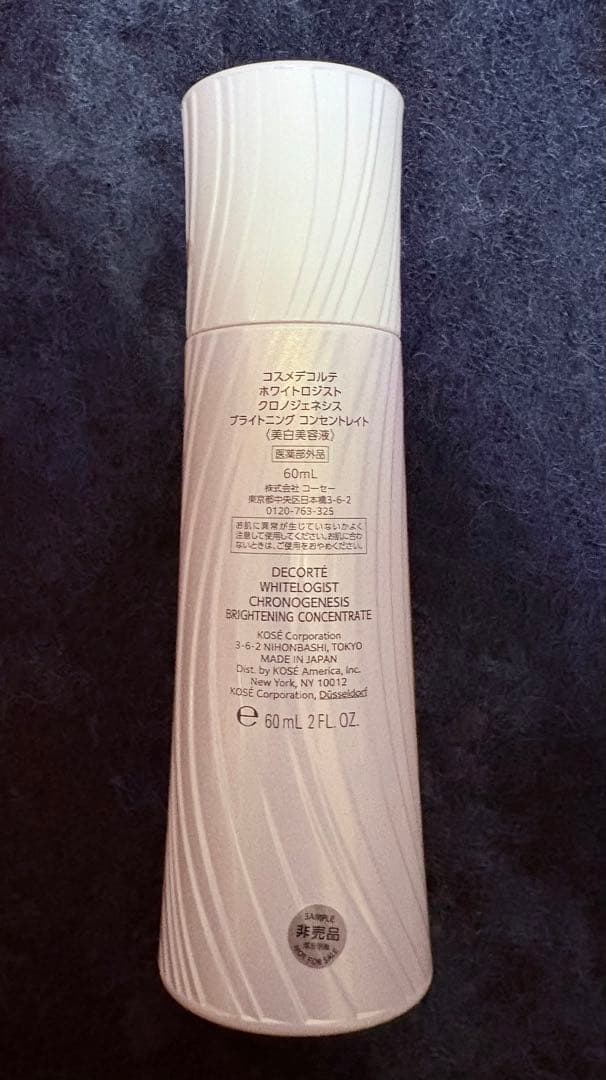 コスメデコルテ
ホワイトロジスト
クロノジェネシス
ブライトニング コンセントレイト
〈美白美容液〉
医薬部外品
60mL
株式会社 コーセー
東京都中央区日本橋3-6-2
0120-763-325
お肌に異常が生じていないかよく
注意して使用してください。お肌に合わ
ないときは、ご使用をおやめください。
DECORTÉ
WHITELOGIST
CHRONOGENESIS
BRIGHTENING CONCENTRATE
KOSÉ Corporation
3-6-2 NIHONBASHI, TOKYO
MADE IN JAPAN
Dist. by KOSÉ America, Inc.
New York, NY 10012
KOSÉ Corporation, Düsseldorf
e 60 mL 2 FL. OZ.
SAMPLE
非売品
NOT FOR SALE